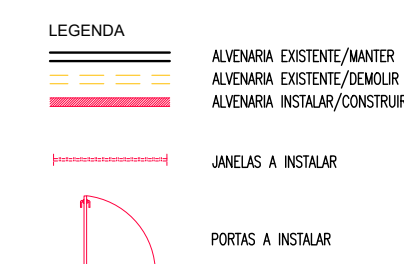 LEGENDA
ALVENARIA EXISTENTE/MANTER
ALVENARIA EXISTENTE/DEMOLIR
ALVENARIA INSTALAR/CONSTRUIR
JANELAS A INSTALAR
PORTAS A INSTALAR